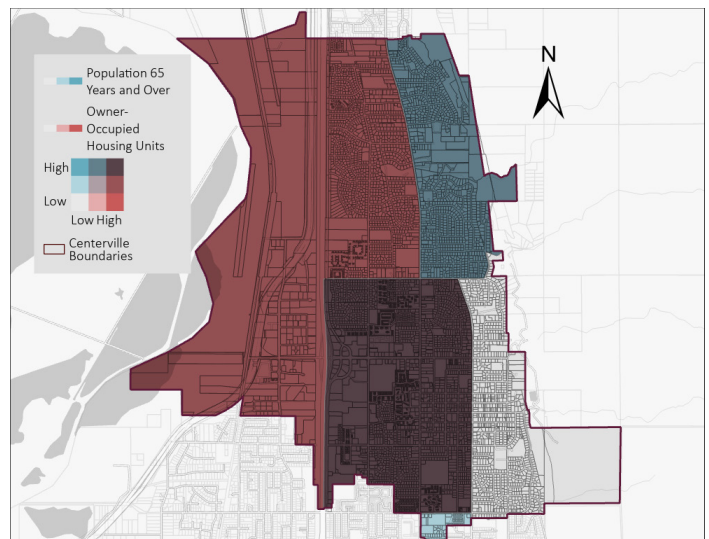 N
Population 65
Years and Over
Owner-
Occupied
Housing Units
High
Low
Low High
Centerville
Boundaries